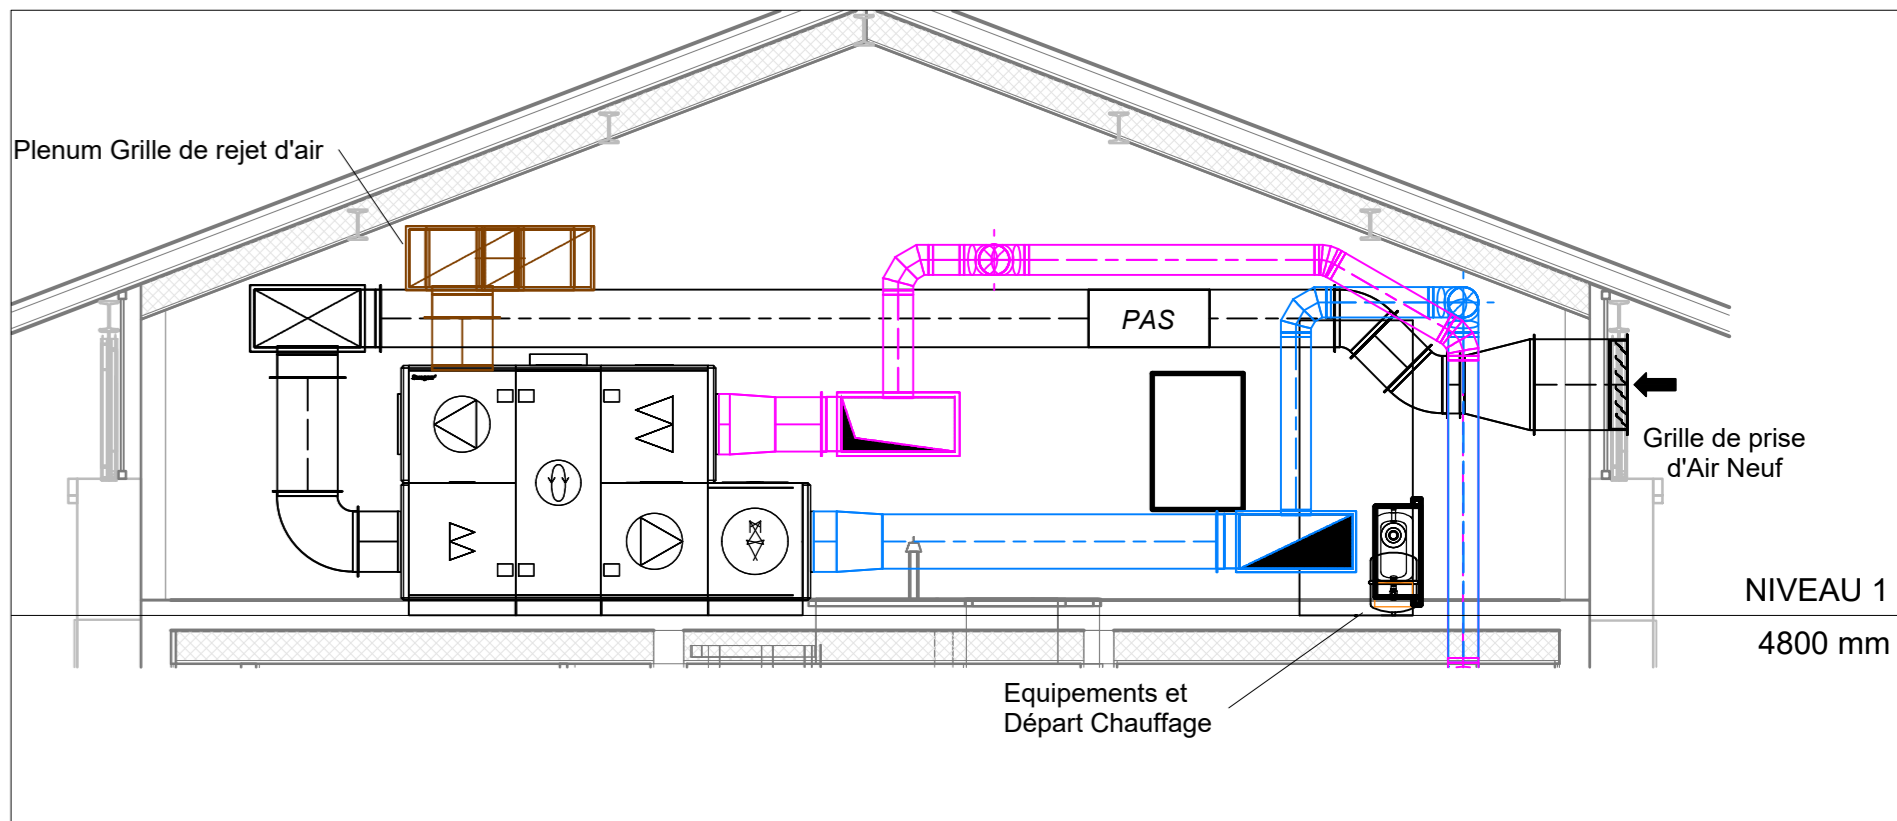 Plenum Grille de rejet d'air
PAS
Grille de prise
d'Air Neuf
NIVEAU 1
4800 mm
Equipements et
Départ Chauffage